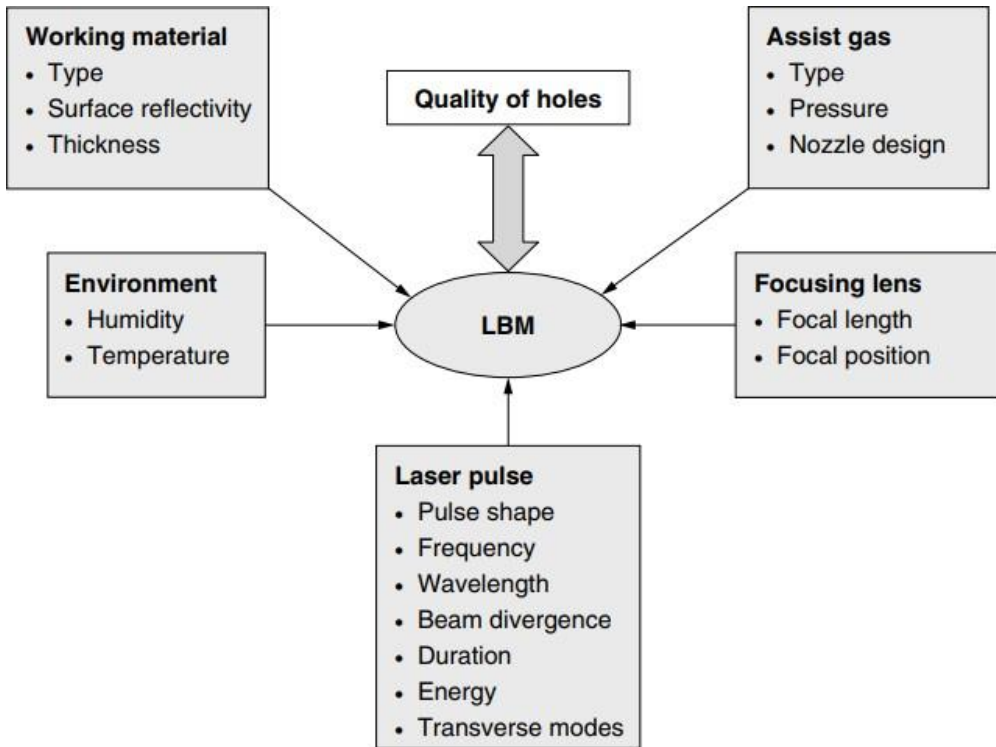 Working material
• Type
• Surface reflectivity
• Thickness
Quality of holes
Assist gas
• Type
• Pressure
• Nozzle design
Environment
• Humidity
• Temperature
LBM
Focusing lens
• Focal length
• Focal position
Laser pulse
• Pulse shape
• Frequency
• Wavelength
• Beam divergence
• Duration
• Energy
• Transverse modes